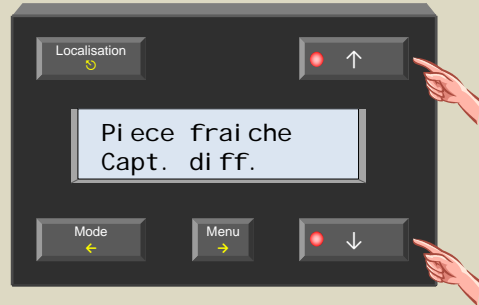 Localisation
↑
Piece fraiche
Capt. diff.
Mode
←
Menu
→
↓